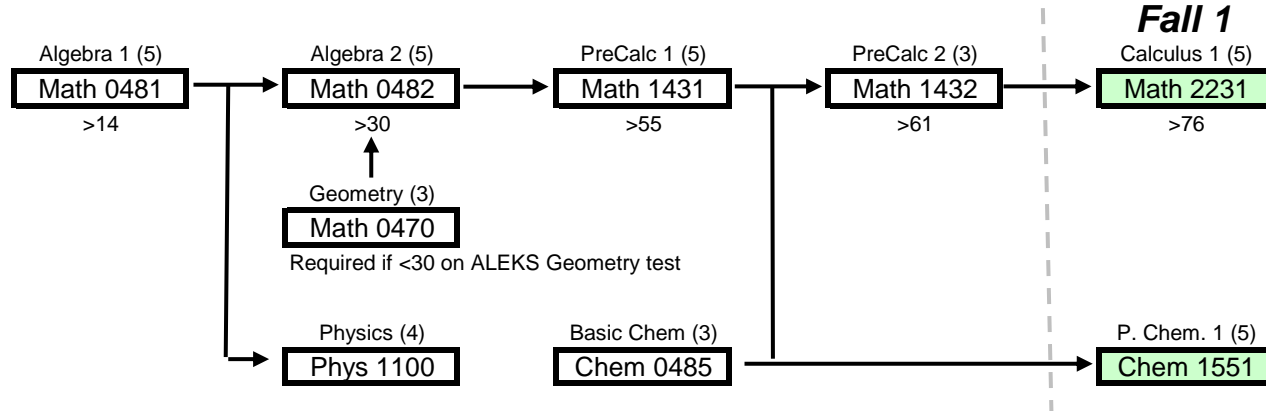 Fall 1
Algebra 1 (5)
Algebra 2 (5)
PreCalc 1 (5)
PreCalc 2 (3)
Calculus 1 (5)
Math 0481
Math 0482
Math 1431
Math 1432
Math 2231
>14
>30
>55
>61
>76
Geometry (3)
Math 0470
Required if <30 on ALEKS Geometry test
Physics (4)
Basic Chem (3)
P. Chem. 1 (5)
Phys 1100
Chem 0485
Chem 1551